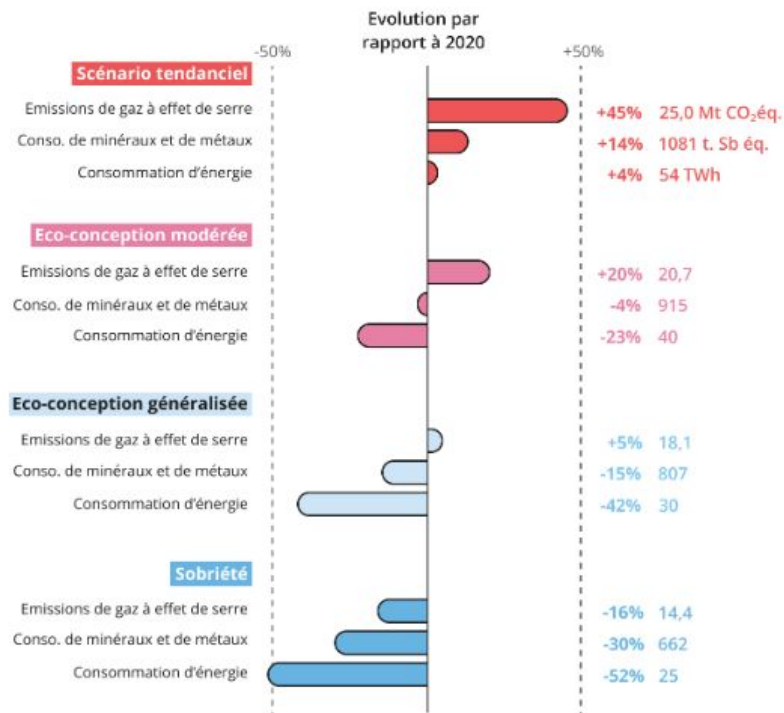 Evolution par
rapport à 2020
-50% +50%
Scénario tendanciel
Emissions de gaz à effet de serre +45% 25,0 Mt CO₂éq.
Conso. de minéraux et de métaux +14% 1081 t. Sb éq.
Consommation d'énergie +4% 54 TWh
Eco-conception modérée
Emissions de gaz à effet de serre +20% 20,7
Conso. de minéraux et de métaux -4% 915
Consommation d'énergie -23% 40
Eco-conception généralisée
Emissions de gaz à effet de serre +5% 18,1
Conso. de minéraux et de métaux -15% 807
Consommation d'énergie -42% 30
Sobriété
Emissions de gaz à effet de serre -16% 14,4
Conso. de minéraux et de métaux -30% 662
Consommation d'énergie -52% 25